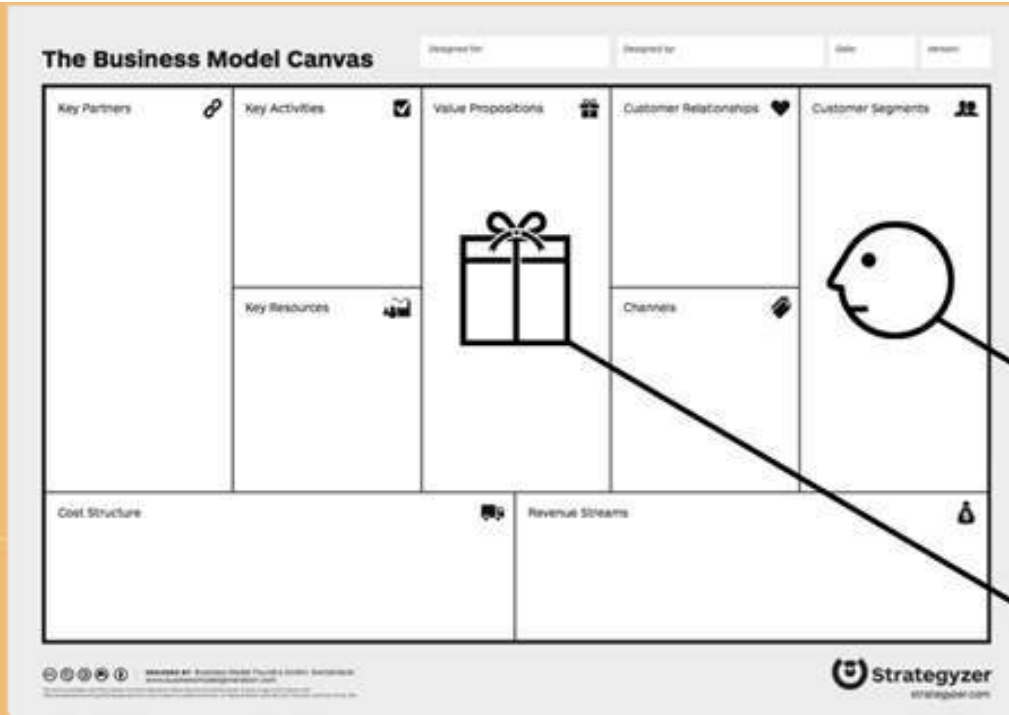 The Business Model Canvas
Designed for:
Designed by:
Date:
Version:
Key Partners
Key Activities
Value Propositions
Customer Relationships
Customer Segments
Key Resources
Channels
Cost Structure
Revenue Streams
Strategyzer
strategyzer.com